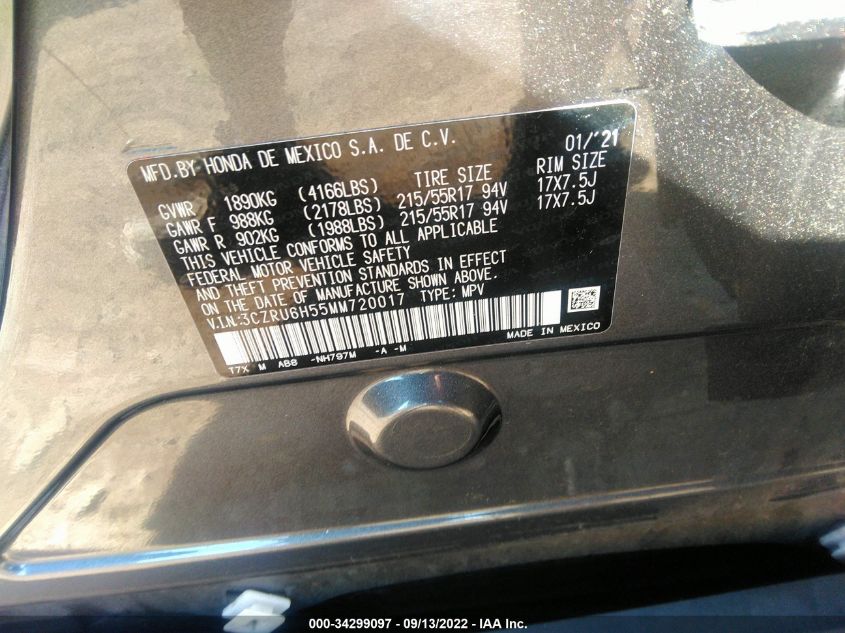 MFD.BY HONDA DE MEXICO S.A. DE C.V. 01/'21
TIRE SIZE RIM SIZE
GVWR 1890KG (4166LBS)
GAWR F 988KG (2178LBS) 215/55R17 94V 17X7.5J
GAWR R 902KG (1988LBS) 215/55R17 94V 17X7.5J
THIS VEHICLE CONFORMS TO ALL APPLICABLE
FEDERAL MOTOR VEHICLE SAFETY
AND THEFT PREVENTION STANDARDS IN EFFECT
ON THE DATE OF MANUFACTURE SHOWN ABOVE.
V.I.N:3CZRU6H55MM720017 TYPE: MPV
MADE IN MEXICO
T7X M AB8 -NH797M -A -M
000-34299097 - 09/13/2022 - IAA Inc.